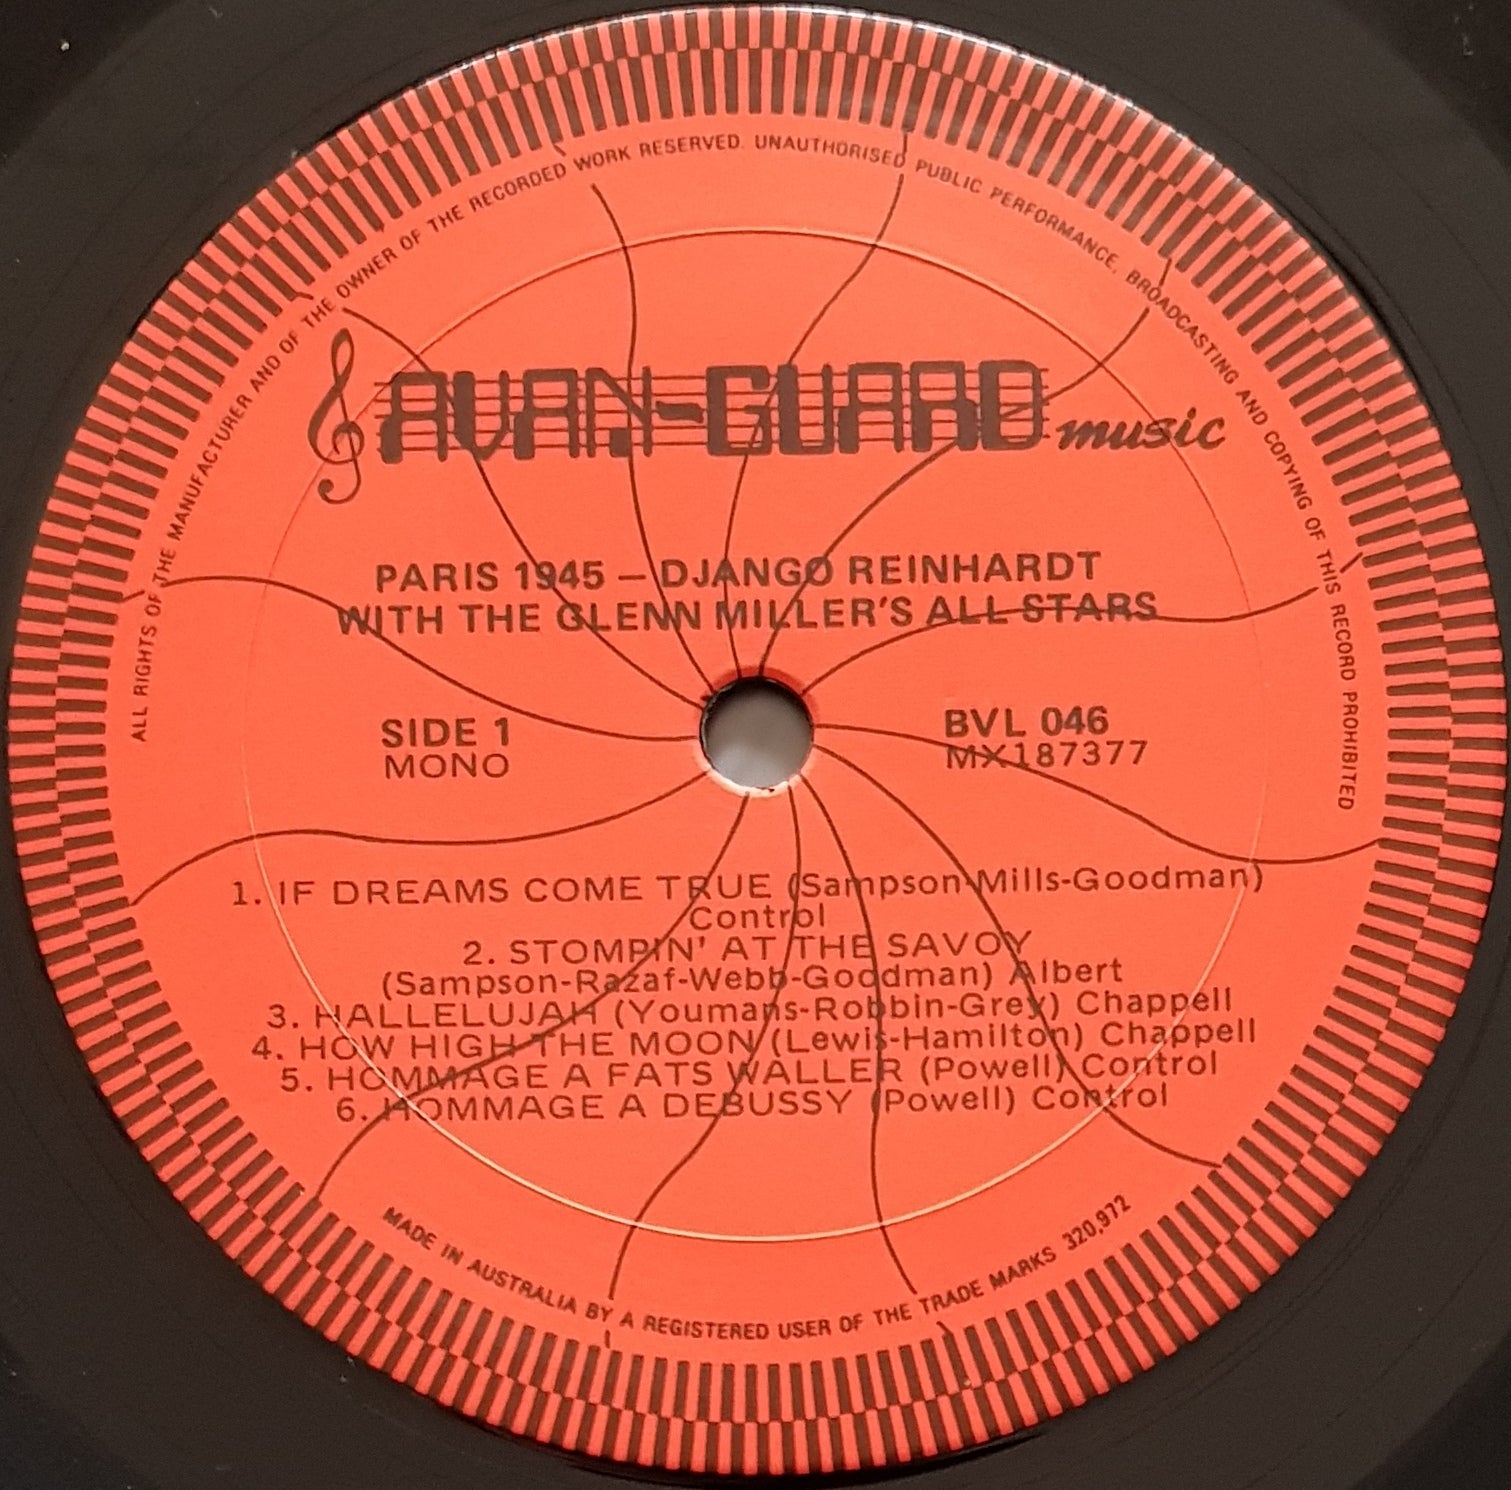 ALL RIGHTS OF THE MANUFACTURER AND OF THE OWNER OF THE RECORDED WORK RESERVED. UNAUTHORISED PUBLIC PERFORMANCE, BROADCASTING AND COPYING OF THIS RECORD PROHIBITED
AVAN-GUARD music
PARIS 1945 – DJANGO REINHARDT
WITH THE GLENN MILLER'S ALL STARS
SIDE 1
MONO
BVL 046
MX187377
1. IF DREAMS COME TRUE (Sampson-Mills-Goodman)
Control
2. STOMPIN' AT THE SAVOY
(Sampson-Razaf-Webb-Goodman) Albert
3. HALLELUJAH (Youmans-Robbin-Grey) Chappell
4. HOW HIGH THE MOON (Lewis-Hamilton) Chappell
5. HOMMAGE A FATS WALLER (Powell) Control
6. HOMMAGE A DEBUSSY (Powell) Control
MADE IN AUSTRALIA BY A REGISTERED USER OF THE TRADE MARKS 320,972